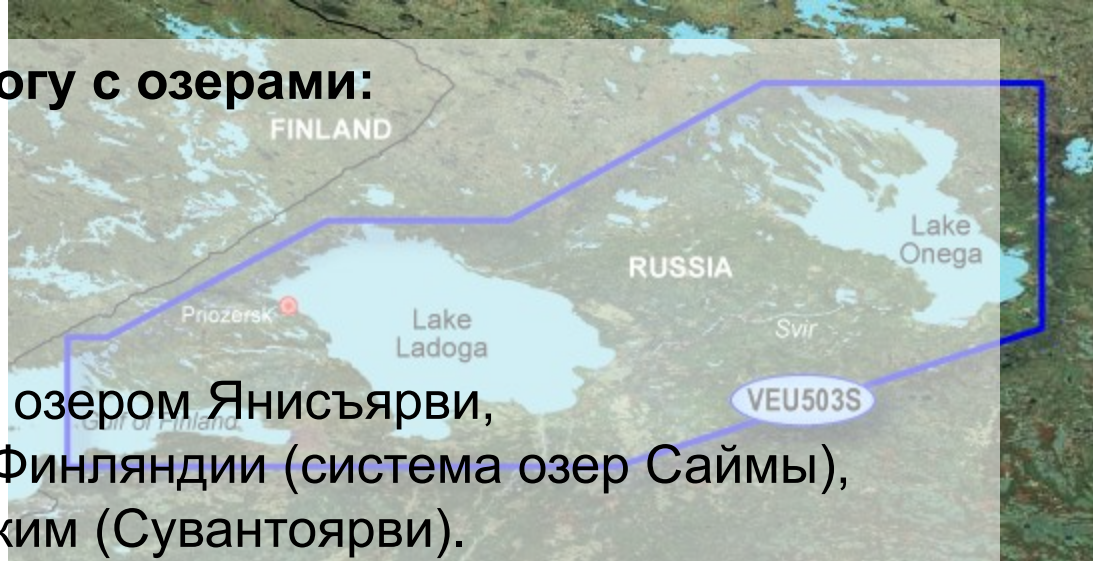 огу с озерами:
FINLAND
Lake
Onega
RUSSIA
Priozersk
Lake
Ladoga
Svir
VEU503S
озером Янисъярви,
Gulf of Finland
Финляндии (система озер Саймы),
ким (Сувантоярви).